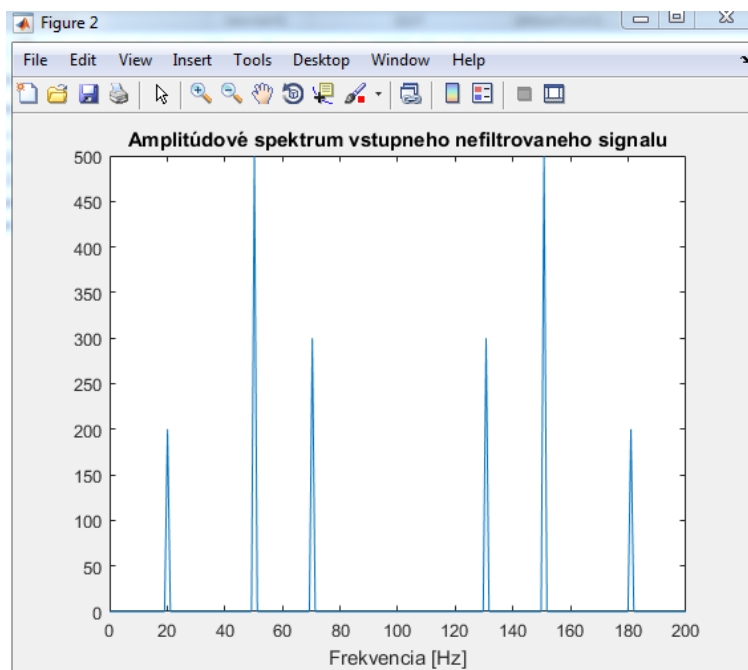 Figure 2
File Edit View Insert Tools Desktop Window Help
Amplitúdové spektrum vstupneho nefiltrovaneho signalu
500
450
400
350
300
250
200
150
100
50
0
0 20 40 60 80 100 120 140 160 180 200
Frekvencia [Hz]